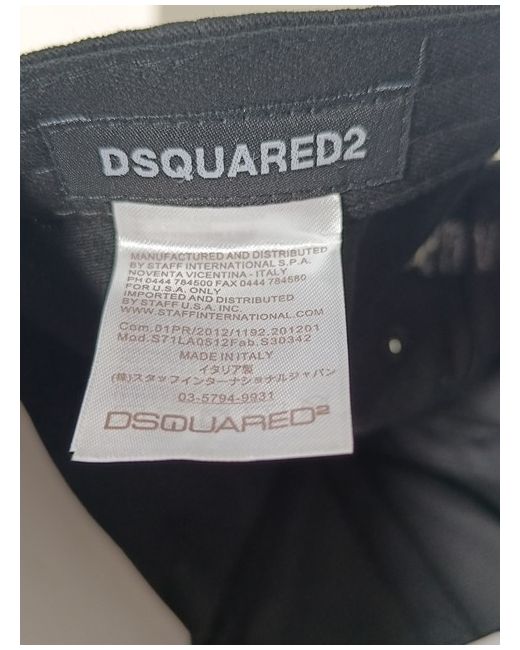 DSQUARED2
MANUFACTURED AND DISTRIBUTED
BY STAFF INTERNATIONAL S.P.A.
NOVENTA VICENTINA - ITALY
PH 0444 784500 FAX 0444 784580
FOR U.S.A. ONLY
IMPORTED AND DISTRIBUTED
BY STAFF U.S.A. INC.
WWW.STAFFINTERNATIONAL.COM
Com.01PR/2012/1192.201201
Mod.S71LA0512Fab.S30342
MADE IN ITALY
イタリア製
(株)スタッフインターナショナルジャパン
03-5794-9931
DSQUARED²